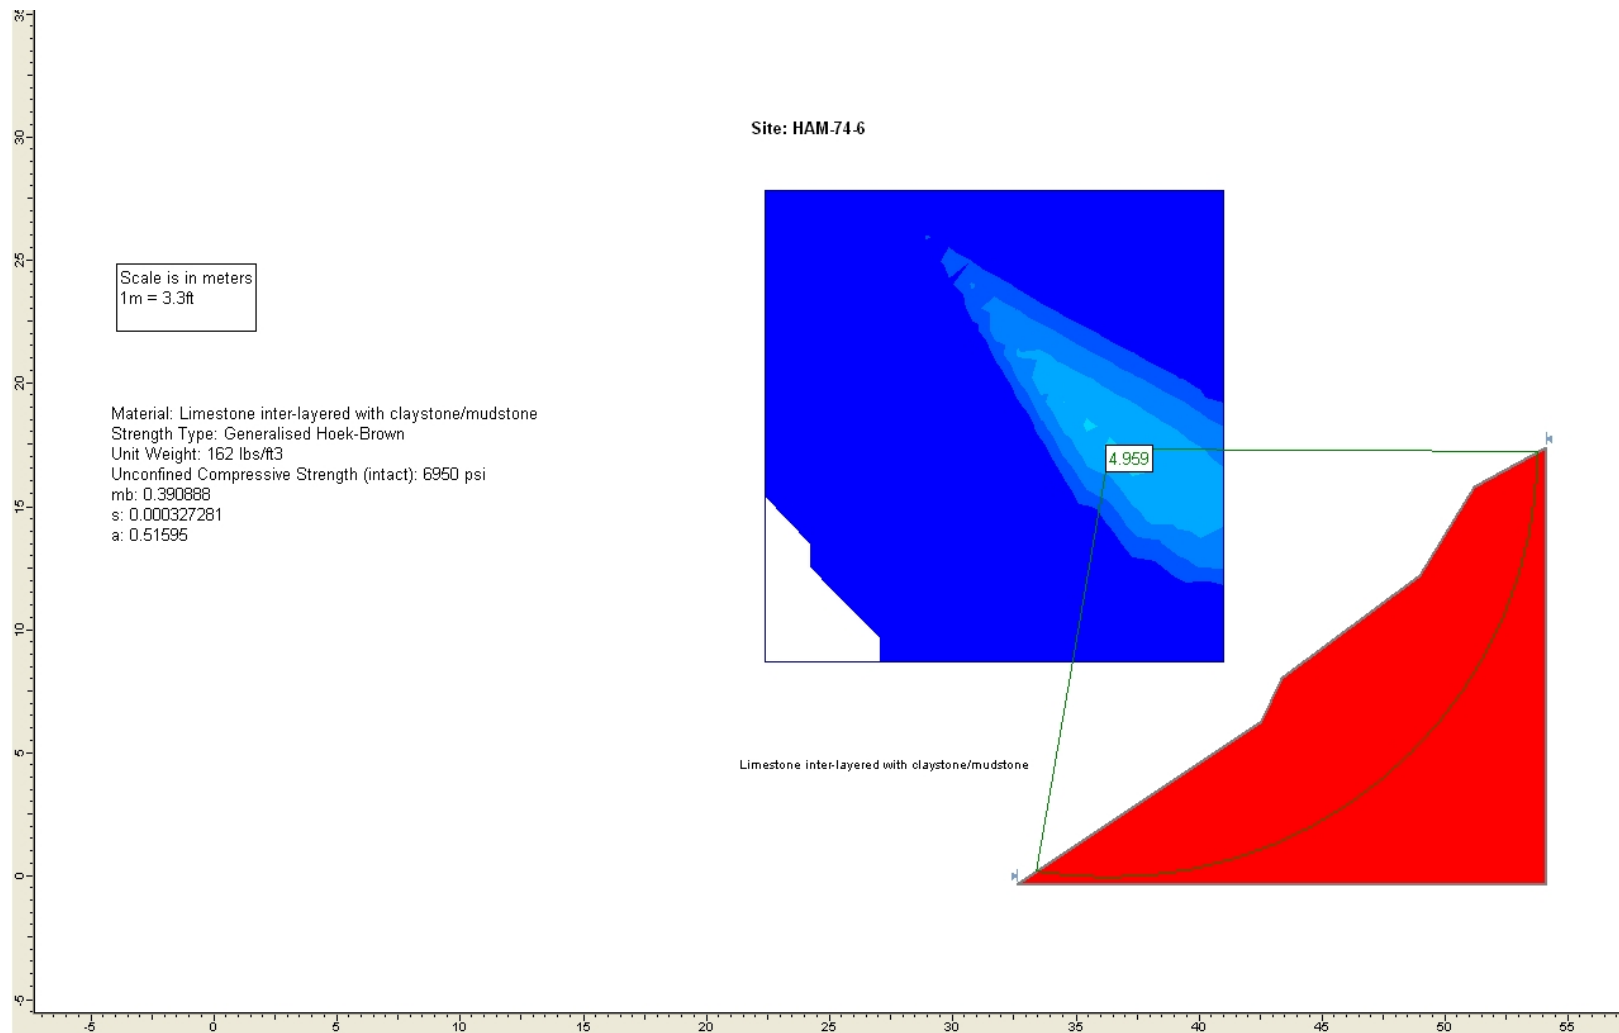 Site: HAM-74-6
Scale is in meters
1m = 3.3ft
Material: Limestone inter-layered with claystone/mudstone
Strength Type: Generalised Hoek-Brown
Unit Weight: 162 lbs/ft3
Unconfined Compressive Strength (intact): 6950 psi
mb: 0.390888
s: 0.000327281
a: 0.51595
4.959
Limestone inter-layered with claystone/mudstone
35
30
25
20
15
10
5
0
-5
-5 0 5 10 15 20 25 30 35 40 45 50 55